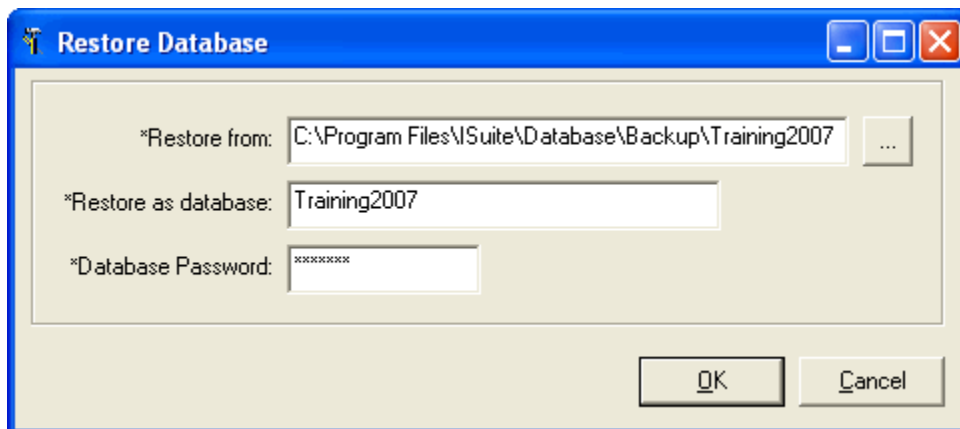 Restore Database
*Restore from: C:\Program Files\ISuite\Database\Backup\Training2007 ...
*Restore as database: Training2007
*Database Password: *******
OK Cancel